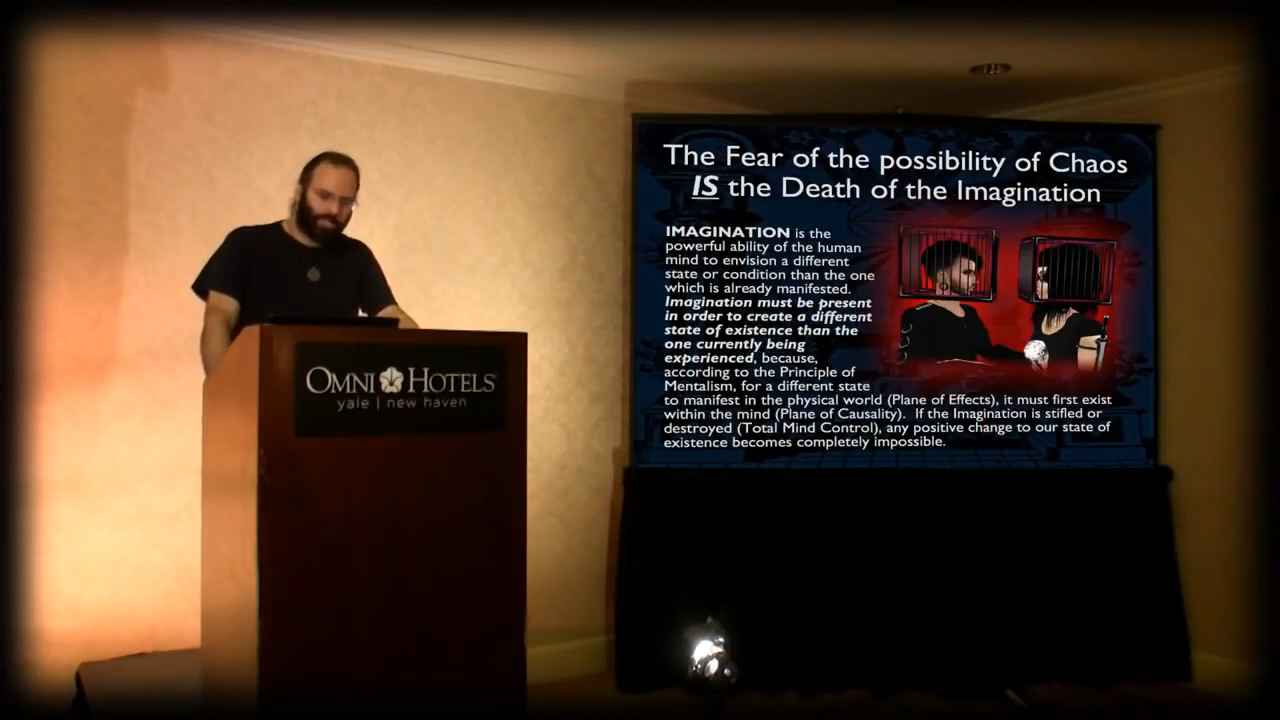 The Fear of the possibility of Chaos
IS the Death of the Imagination
IMAGINATION is the
powerful ability of the human
mind to envision a different
state or condition than the one
which is already manifested.
Imagination must be present
in order to create a different
state of existence than the
one currently being
experienced, because,
according to the Principle of
Mentalism, for a different state
to manifest in the physical world (Plane of Effects), it must first exist
within the mind (Plane of Causality).  If the Imagination is stifled or
destroyed (Total Mind Control), any positive change to our state of
existence becomes completely impossible.
OMNI HOTELS
yale | new haven